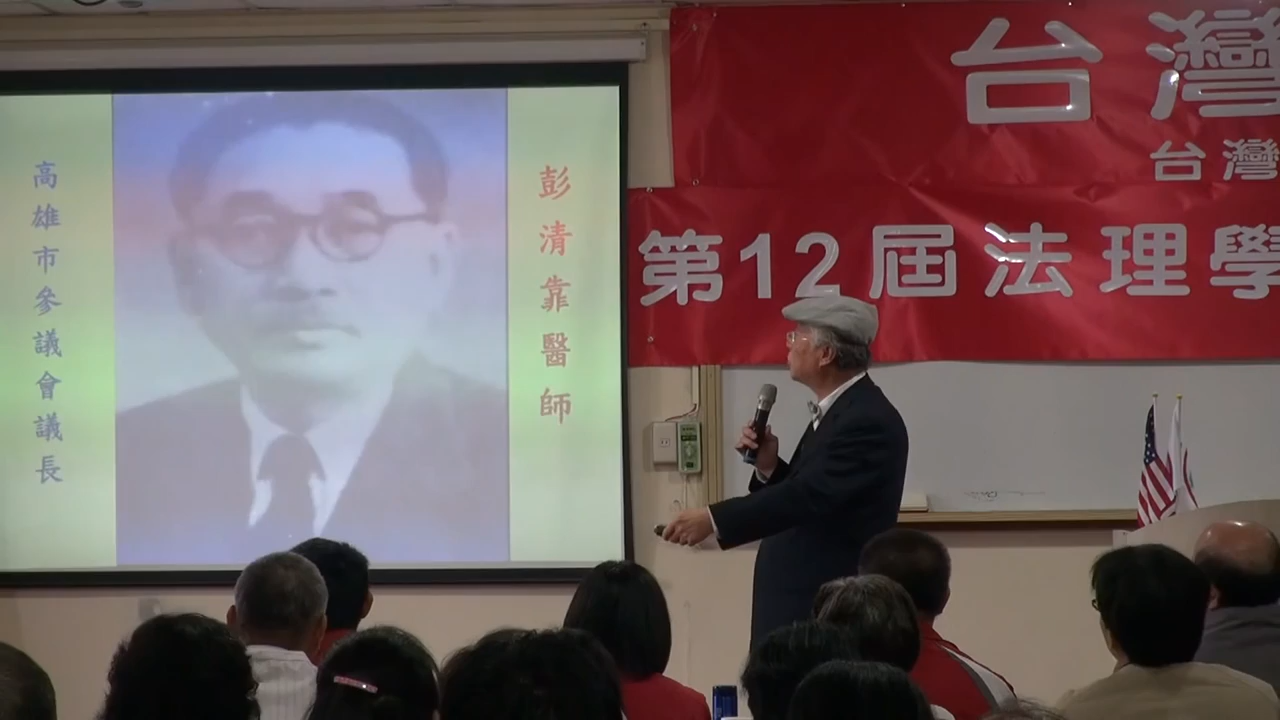 高雄市參議會議長
彭清靠醫師
台灣
台灣
第12屆法理學